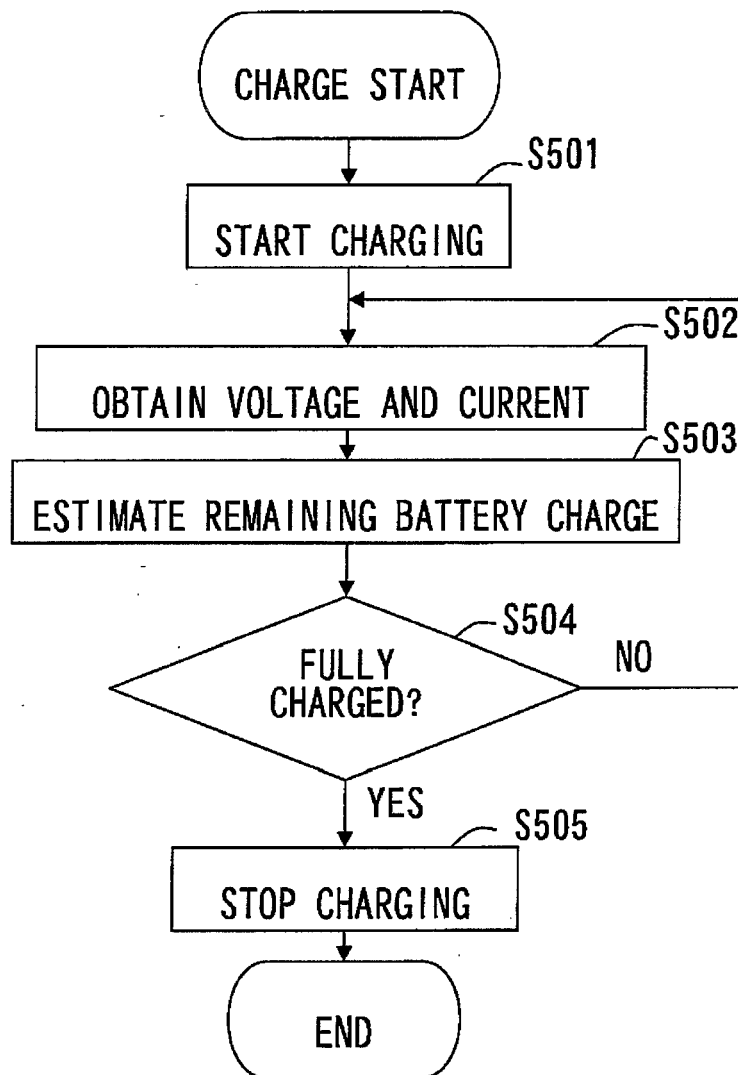 CHARGE START
S501
START CHARGING
S502
OBTAIN VOLTAGE AND CURRENT
S503
ESTIMATE REMAINING BATTERY CHARGE
S504
FULLY
CHARGED?
NO
YES
S505
STOP CHARGING
END